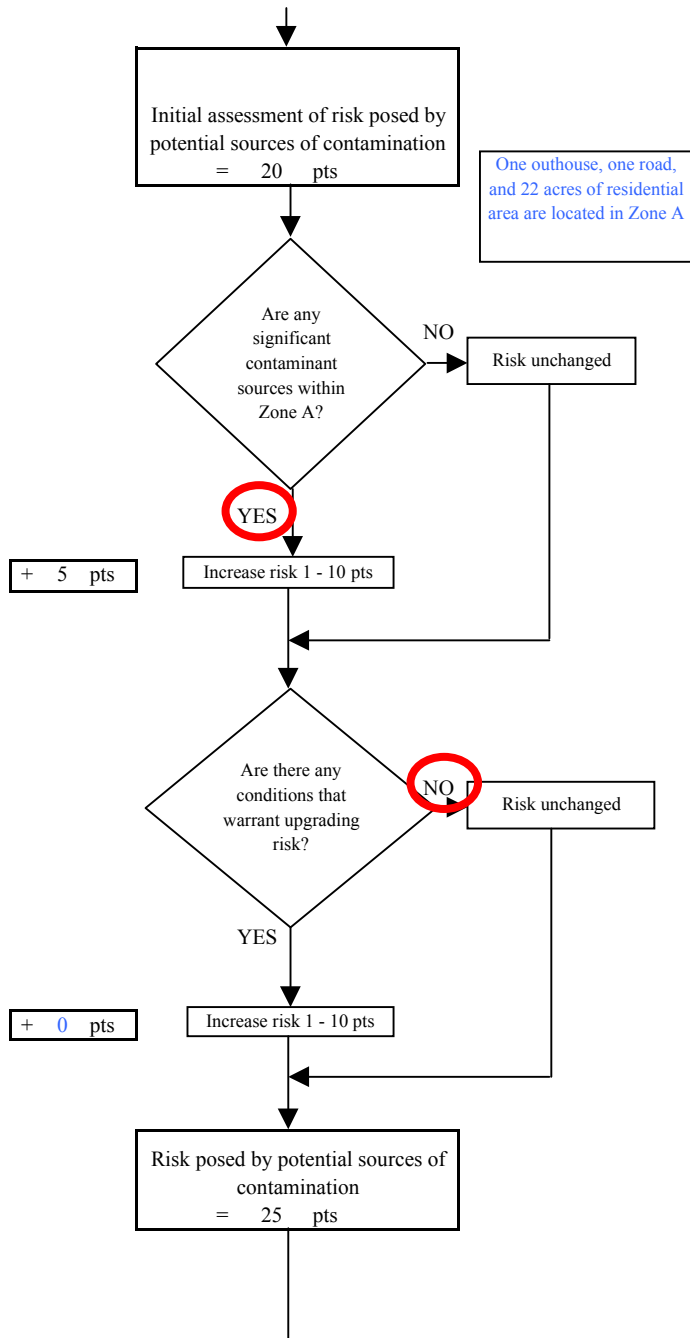 Initial assessment of risk posed by
potential sources of contamination
= 20 pts
One outhouse, one road,
and 22 acres of residential
area are located in Zone A
Are any
significant
contaminant
sources within
Zone A?
NO
Risk unchanged
YES
+ 5 pts
Increase risk 1 - 10 pts
Are there any
conditions that
warrant upgrading
risk?
NO
Risk unchanged
YES
+ 0 pts
Increase risk 1 - 10 pts
Risk posed by potential sources of
contamination
= 25 pts